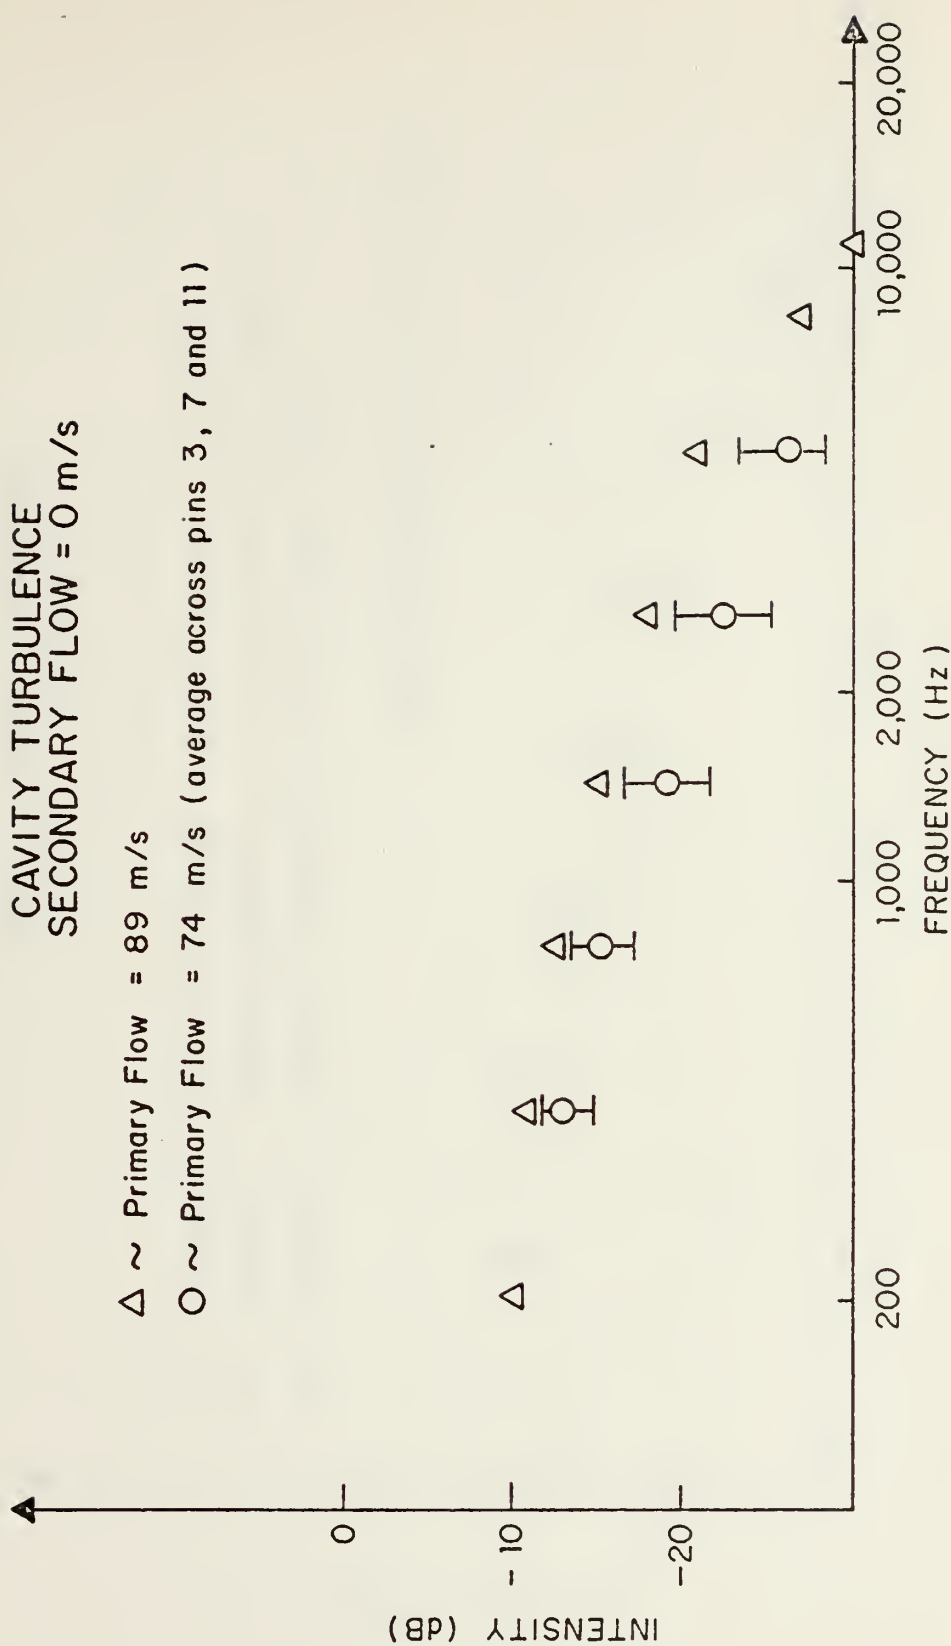 CAVITY TURBULENCE
SECONDARY FLOW = 0 m/s
△ ~ Primary Flow = 89 m/s
○ ~ Primary Flow = 74 m/s (average across pins 3, 7 and 11)
INTENSITY (dB)
0
-10
-20
200
1,000
2,000
10,000
20,000
FREQUENCY (Hz)